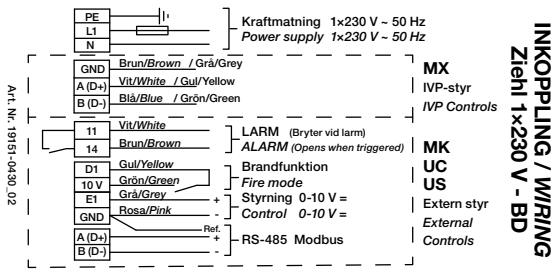 INKOPPLING / WIRING
Ziehl 1×230 V - BD
PE
L1
N
Kraftmatning 1×230 V ~ 50 Hz
Power supply 1×230 V ~ 50 Hz
GND Brun/Brown / Grå/Grey
A (D+) Vit/White / Gul/Yellow
B (D-) Blå/Blue / Grön/Green
MX
IVP-styr
IVP Controls
11 Vit/White
14 Brun/Brown
LARM (Bryter vid larm)
ALARM (Opens when triggered)
D1 Gul/Yellow
10 V Grön/Green
Brandfunktion
Fire mode
E1 Grå/Grey +
GND Rosa/Pink -
Styrning 0-10 V =
Control 0-10 V =
Ref.
A (D+) +
B (D-) -
RS-485 Modbus
MK
UC
US
Extern styr
External
Controls
Art. Nr. 19151-0430_02